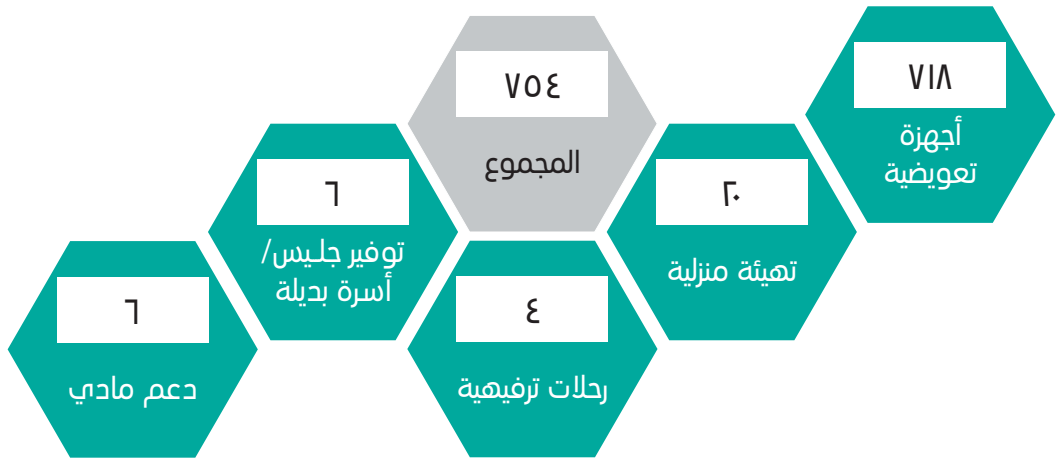 ٧١٨
أجهزة
تعويضية
٢٠
تهيئة منزلية
٧٥٤
المجموع
٤
رحلات ترفيهية
٦
توفير جليس/
أسرة بديلة
٦
دعم مادي